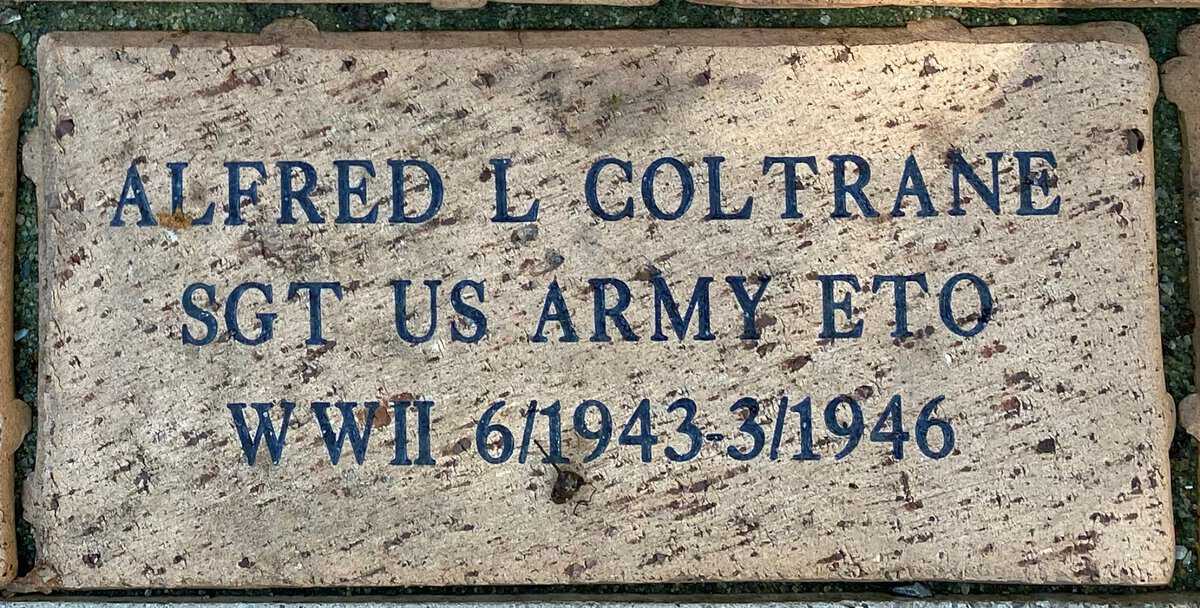 ALFRED L COLTRANE
SGT US ARMY ETO
WWII 6/1943-3/1946